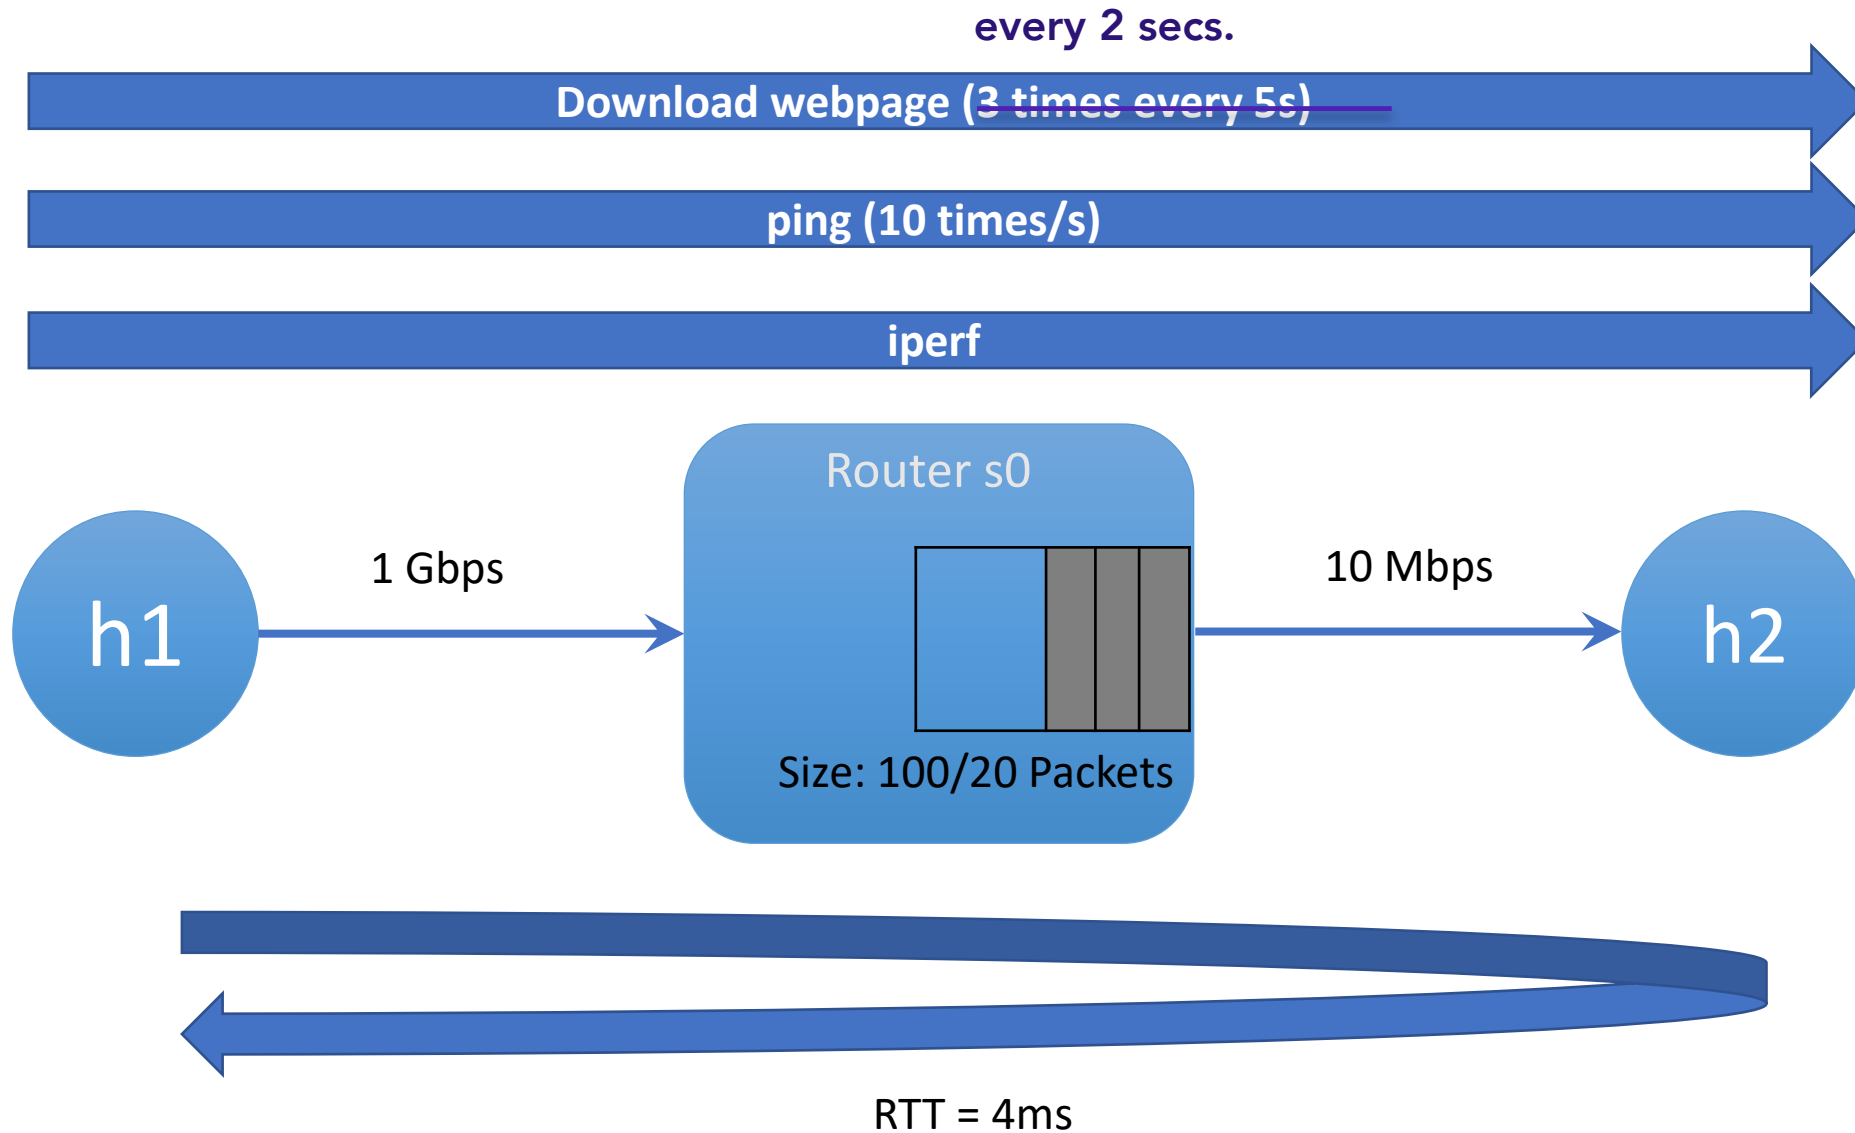 every 2 secs.
Download webpage (3 times every 5s)
ping (10 times/s)
iperf
Router s0
1 Gbps
10 Mbps
h1
h2
Size: 100/20 Packets
RTT = 4ms